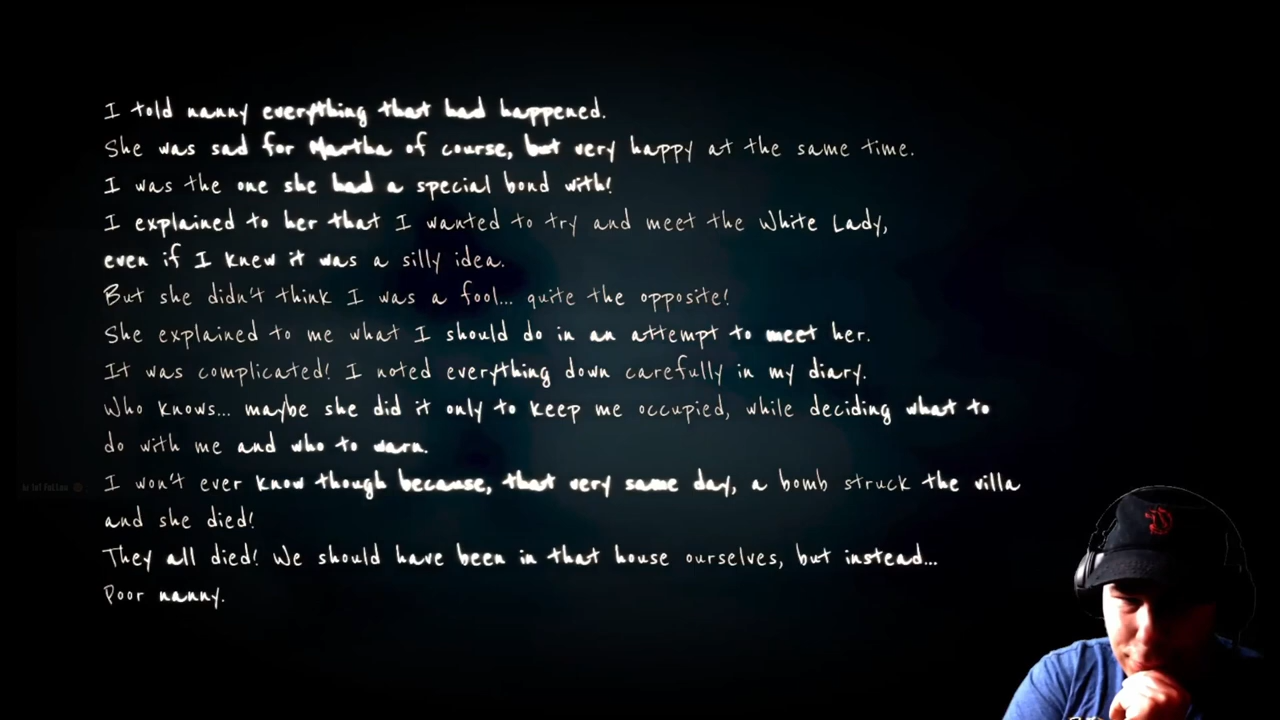 I told nanny everything that had happened.
She was sad for Martha of course, but very happy at the same time.
I was the one she had a special bond with!
I explained to her that I wanted to try and meet the White Lady,
even if I knew it was a silly idea.
But she didn't think I was a fool... quite the opposite!
She explained to me what I should do in an attempt to meet her.
It was complicated! I noted everything down carefully in my diary.
Who knows... maybe she did it only to keep me occupied, while deciding what to
do with me and who to warn.
I won't ever know though because, that very same day, a bomb struck the villa
and she died!
They all died! We should have been in that house ourselves, but instead...
Poor nanny.